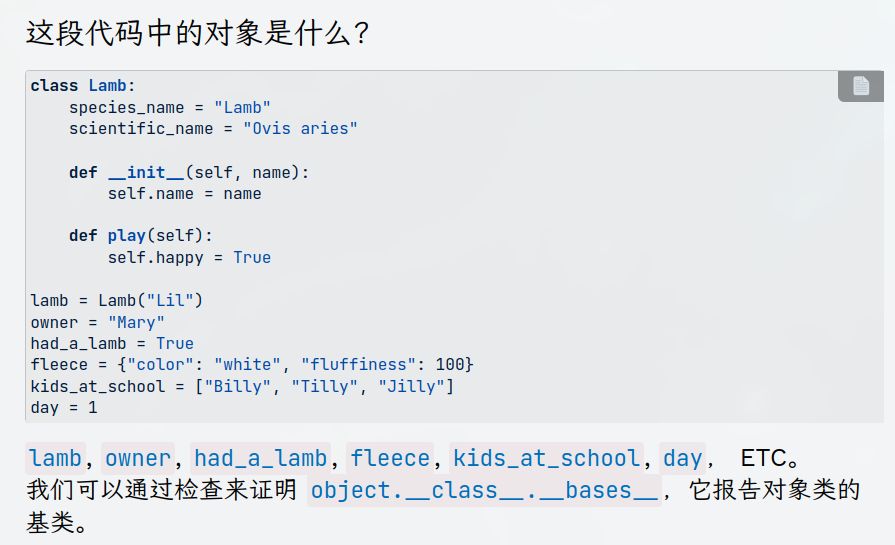 这段代码中的对象是什么？
class Lamb:
    species_name = "Lamb"
    scientific_name = "Ovis aries"

    def __init__(self, name):
        self.name = name

    def play(self):
        self.happy = True

lamb = Lamb("Lil")
owner = "Mary"
had_a_lamb = True
fleece = {"color": "white", "fluffiness": 100}
kids_at_school = ["Billy", "Tilly", "Jilly"]
day = 1
lamb, owner, had_a_lamb, fleece, kids_at_school, day， ETC。
我们可以通过检查来证明 object.__class__.__bases__， 它报告对象类的
基类。